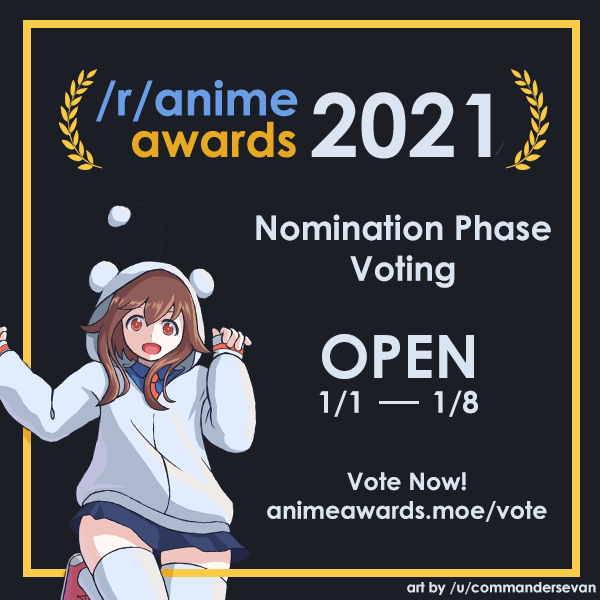 /r/anime
awards 2021
Nomination Phase
Voting
OPEN
1/1 — 1/8
Vote Now!
animeawards.moe/vote
art by /u/commandersevan